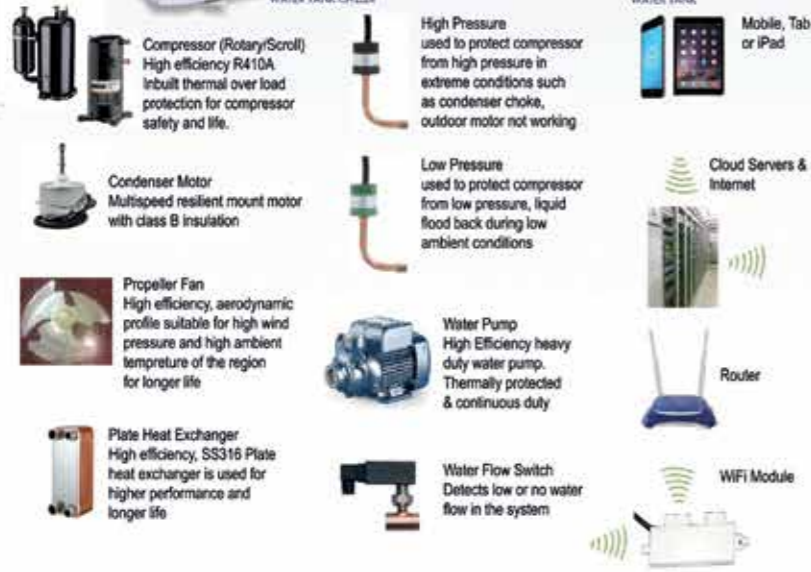 WATER TANK CHILLER
WATER TANK
Compressor (Rotary/Scroll)
High efficiency R410A
Inbuilt thermal over load
protection for compressor
safety and life.
Condenser Motor
Multispeed resilient mount motor
with class B insulation
Propeller Fan
High efficiency, aerodynamic
profile suitable for high wind
pressure and high ambient
tempreture of the region
for longer life
Plate Heat Exchanger
High efficiency, SS316 Plate
heat exchanger is used for
higher performance and
longer life
High Pressure
used to protect compressor
from high pressure in
extreme conditions such
as condenser choke,
outdoor motor not working
Low Pressure
used to protect compressor
from low pressure, liquid
flood back during low
ambient conditions
Water Pump
High Efficiency heavy
duty water pump.
Thermally protected
& continuous duty
Water Flow Switch
Detects low or no water
flow in the system
Mobile, Tab
or iPad
Cloud Servers &
Internet
Router
WiFi Module